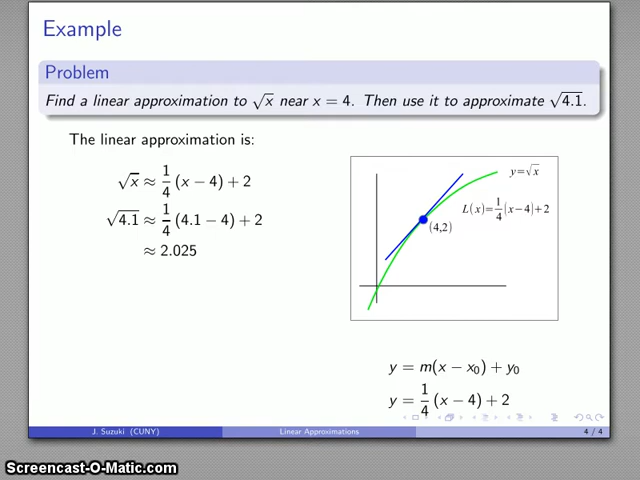 Example
Problem
Find a linear approximation to √x near x = 4. Then use it to approximate √4.1.
The linear approximation is:
√x ≈ 1/4 (x − 4) + 2
√4.1 ≈ 1/4 (4.1 − 4) + 2
≈ 2.025
y=√x
L(x)=1/4(x−4)+2
(4,2)
y = m(x − x₀) + y₀
y = 1/4 (x − 4) + 2
J. Suzuki (CUNY) Linear Approximations 4 / 4
Screencast-O-Matic.com